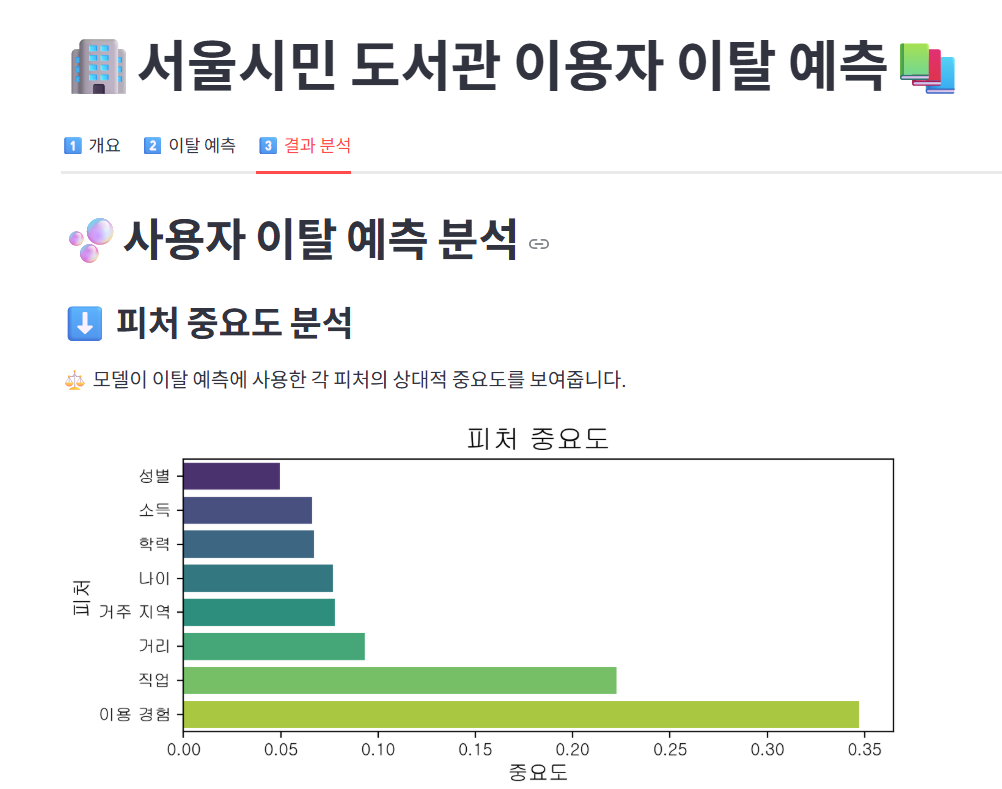 🏢 서울시민 도서관 이용자 이탈 예측 📚
1️⃣ 개요 2️⃣ 이탈 예측 3️⃣ 결과 분석
🫧 사용자 이탈 예측 분석
⬇️ 피처 중요도 분석
⚖️ 모델이 이탈 예측에 사용한 각 피처의 상대적 중요도를 보여줍니다.
피처 중요도
성별
소득
학력
나이
피처
거주 지역
거리
직업
이용 경험
0.00 0.05 0.10 0.15 0.20 0.25 0.30 0.35
중요도